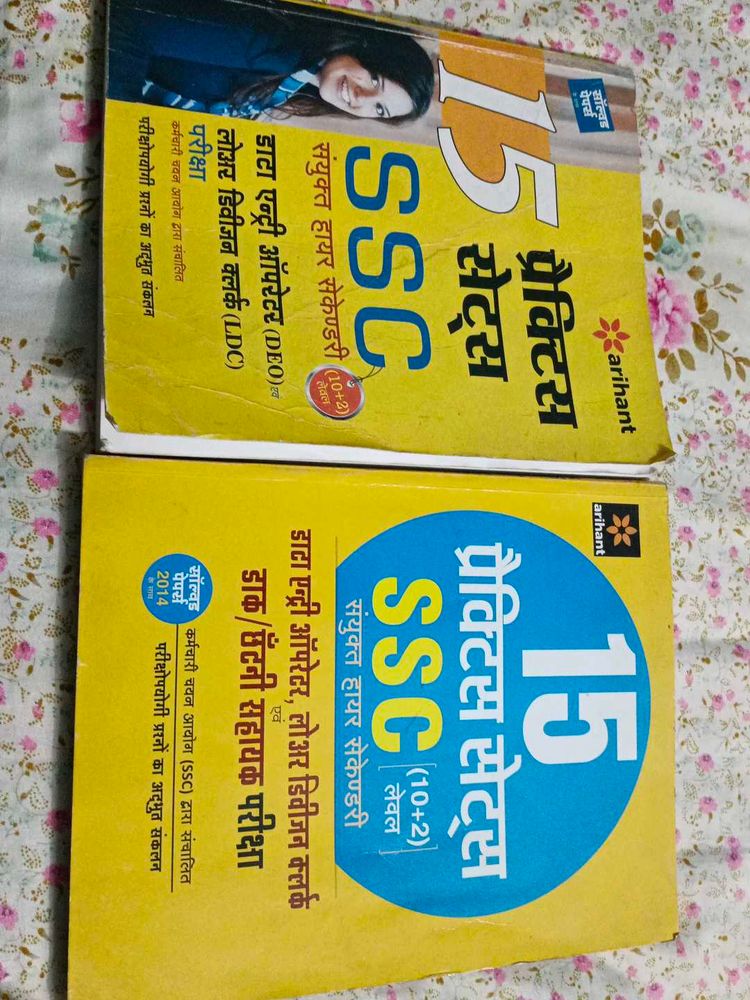 सॉल्वड
पेपर्स
के साथ
15
प्रैक्टिस
सेट्स
arihant
SSC
संयुक्त हायर सेकेण्डरी
(10+2)
लेवल
डाटा एन्ट्री ऑपरेटर (DEO) एवं
लोअर डिवीजन क्लर्क (LDC)
परीक्षा
कर्मचारी चयन आयोग द्वारा संचालित
परीक्षोपयोगी प्रश्नों का अद्भुत संकलन
arihant
15
प्रैक्टिस सेट्स
SSC
(10+2)
लेवल
संयुक्त हायर सेकेण्डरी
डाटा एन्ट्री ऑपरेटर, लोअर डिवीजन क्लर्क
एवं
डाक/छँटनी सहायक परीक्षा
सॉल्वड
पेपर्स
2014
के साथ
कर्मचारी चयन आयोग (SSC) द्वारा संचालित
परीक्षोपयोगी प्रश्नों का अद्भुत संकलन